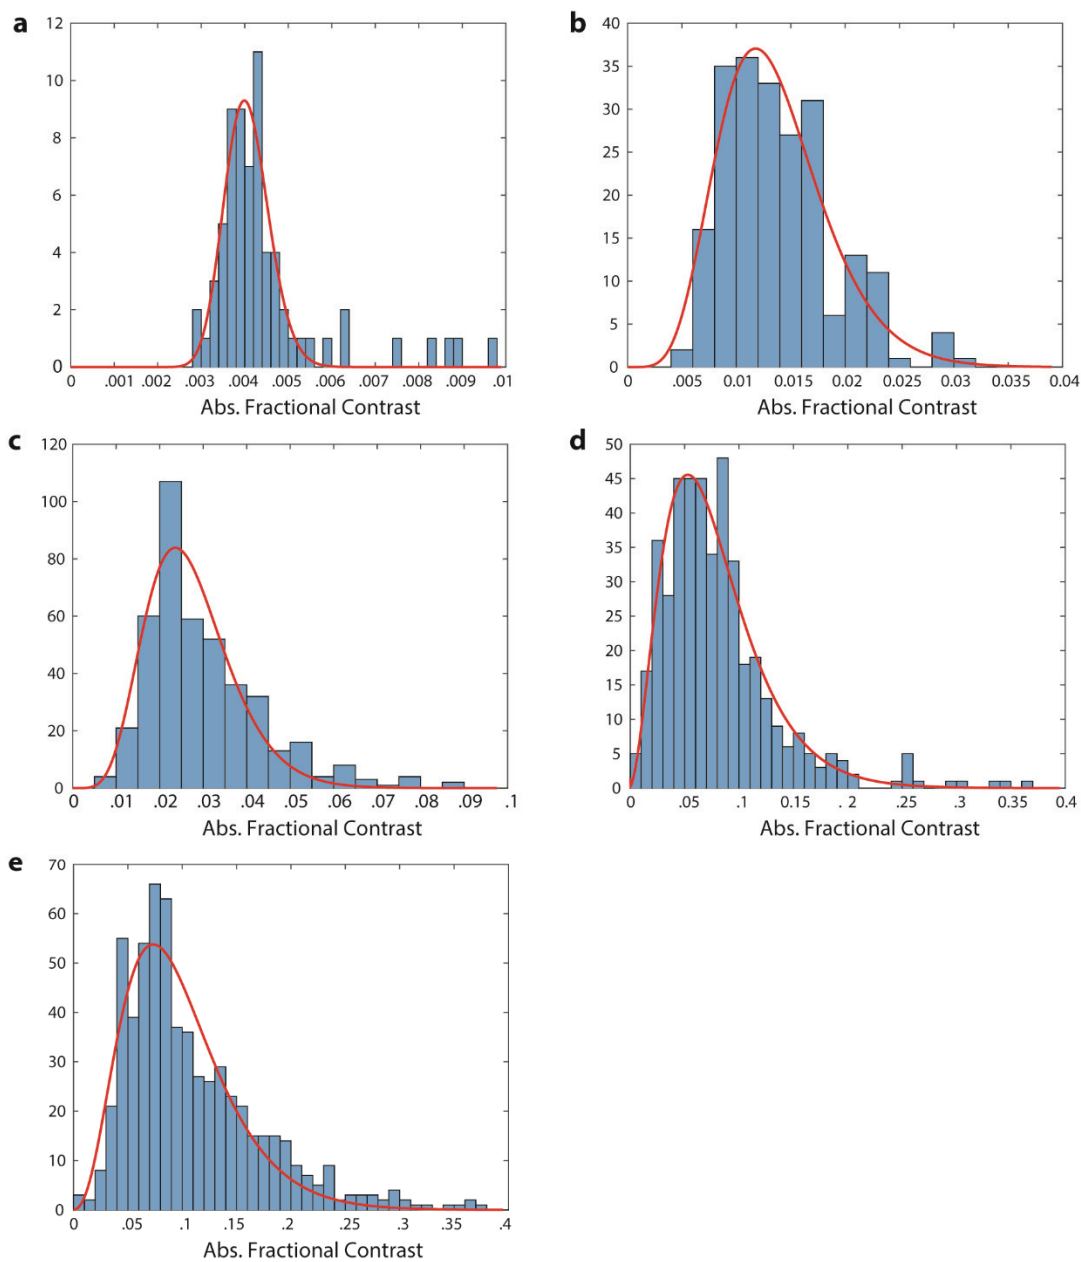 a
12
10
8
6
4
2
0
0 .001 .002 .003 .004 .005 .006 .007 .008 .009 .01
Abs. Fractional Contrast
b
40
35
30
25
20
15
10
5
0
0 .005 0.01 0.015 0.02 0.025 0.03 0.035 0.04
Abs. Fractional Contrast
c
120
100
80
60
40
20
0
0 .01 .02 .03 .04 .05 .06 .07 .08 .09 .1
Abs. Fractional Contrast
d
50
45
40
35
30
25
20
15
10
5
0
0 .05 .1 0.15 .2 .25 .3 0.35 0.4
Abs. Fractional Contrast
e
70
60
50
40
30
20
10
0
0 .05 .1 .15 .2 .25 .3 .35 .4
Abs. Fractional Contrast